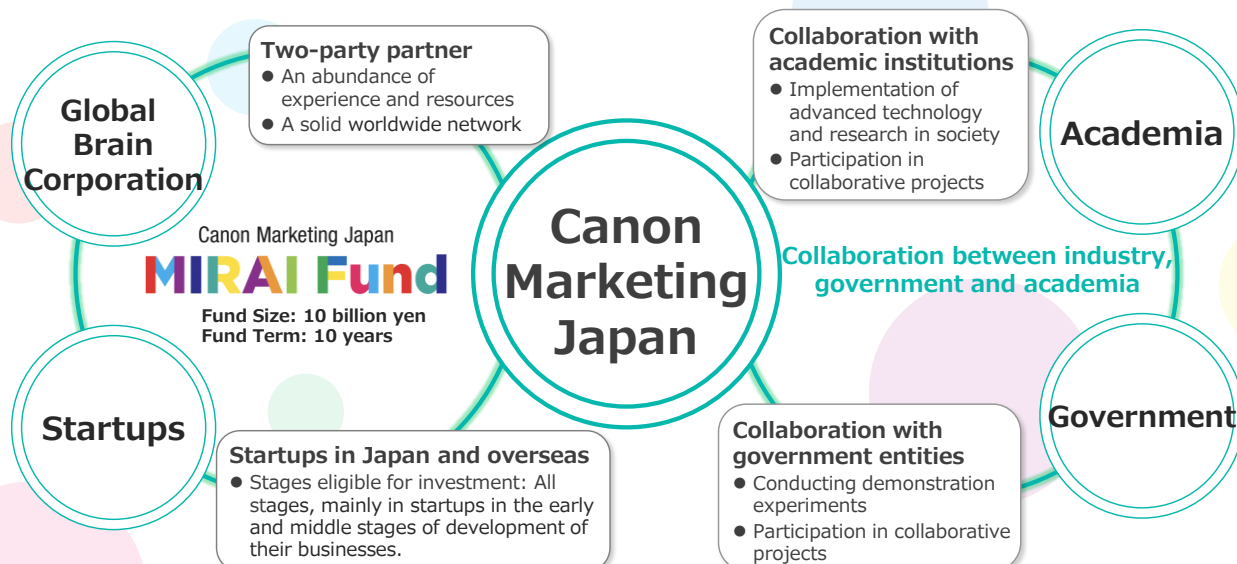 Two-party partner
● An abundance of
experience and resources
● A solid worldwide network
Global
Brain
Corporation
Canon Marketing Japan
MIRAI Fund
Fund Size: 10 billion yen
Fund Term: 10 years
Startups
Startups in Japan and overseas
● Stages eligible for investment: All
stages, mainly in startups in the early
and middle stages of development of
their businesses.
Canon
Marketing
Japan
Collaboration with
academic institutions
● Implementation of
advanced technology
and research in society
● Participation in
collaborative projects
Academia
Collaboration between industry,
government and academia
Government
Collaboration with
government entities
● Conducting demonstration
experiments
● Participation in collaborative
projects